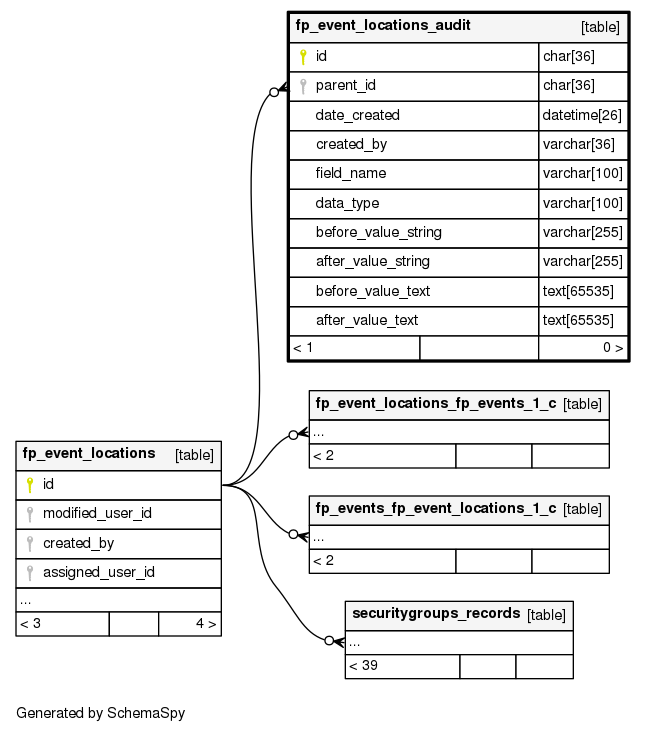 fp_event_locations_audit [table]
id char[36]
parent_id char[36]
date_created datetime[26]
created_by varchar[36]
field_name varchar[100]
data_type varchar[100]
before_value_string varchar[255]
after_value_string varchar[255]
before_value_text text[65535]
after_value_text text[65535]
< 1 0 >
fp_event_locations_fp_events_1_c [table]
...
< 2
fp_event_locations [table]
id
modified_user_id
created_by
assigned_user_id
...
< 3 4 >
fp_events_fp_event_locations_1_c [table]
...
< 2
securitygroups_records [table]
...
< 39
Generated by SchemaSpy